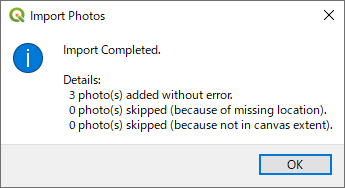 Import Photos
Import Completed.
Details:
3 photo(s) added without error.
0 photo(s) skipped (because of missing location).
0 photo(s) skipped (because not in canvas extent).
OK